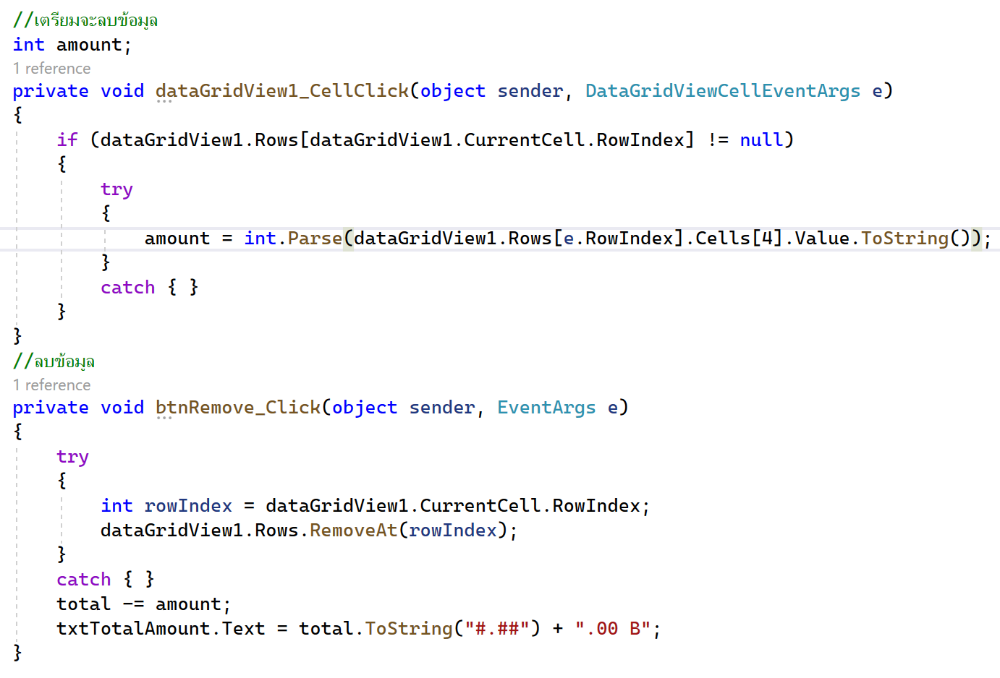 //เตรียมจะลบข้อมูล
int amount;
1 reference
private void dataGridView1_CellClick(object sender, DataGridViewCellEventArgs e)
{
if (dataGridView1.Rows[dataGridView1.CurrentCell.RowIndex] != null)
{
try
{
amount = int.Parse(dataGridView1.Rows[e.RowIndex].Cells[4].Value.ToString());
}
catch { }
}
}
//ลบข้อมูล
1 reference
private void btnRemove_Click(object sender, EventArgs e)
{
try
{
int rowIndex = dataGridView1.CurrentCell.RowIndex;
dataGridView1.Rows.RemoveAt(rowIndex);
}
catch { }
total -= amount;
txtTotalAmount.Text = total.ToString("#.##") + ".00 B";
}